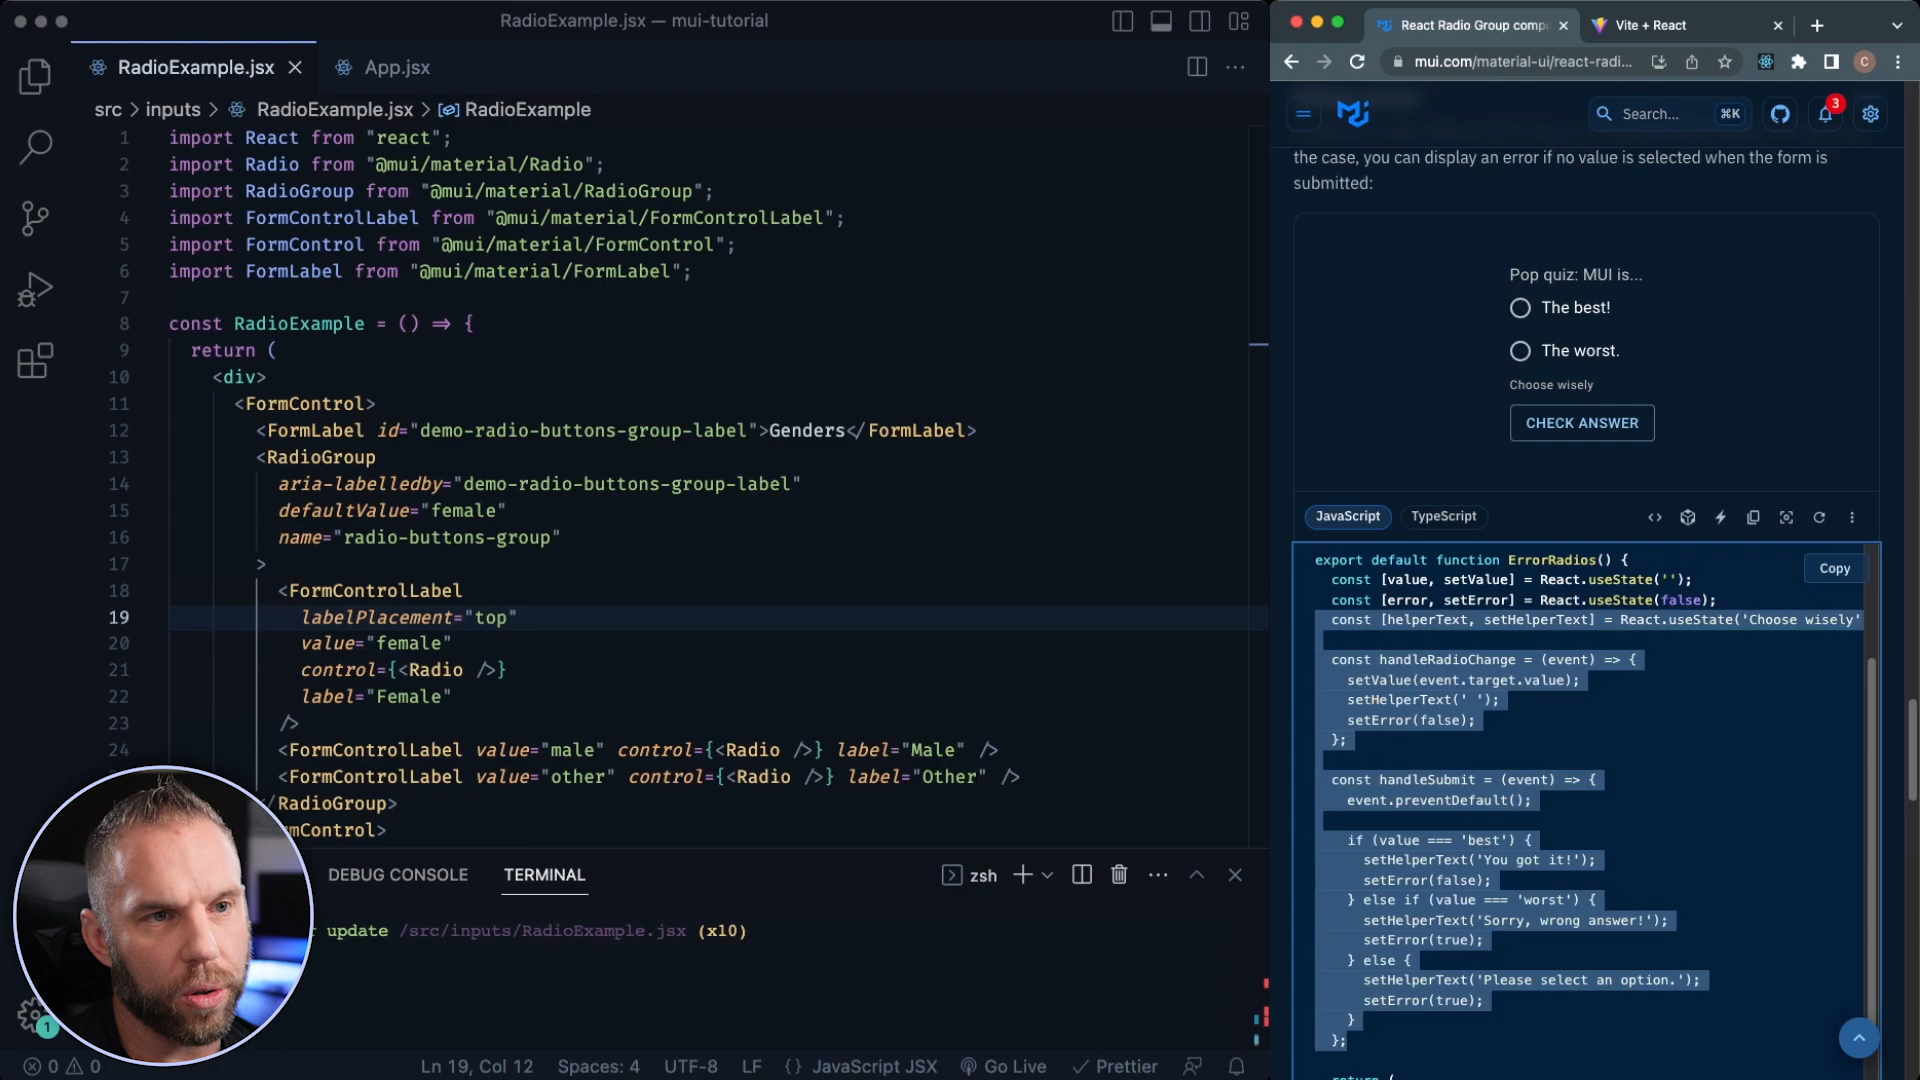 RadioExample.jsx — mui-tutorial
RadioExample.jsx
App.jsx
src > inputs > RadioExample.jsx > RadioExample
1 import React from "react";
2 import Radio from "@mui/material/Radio";
3 import RadioGroup from "@mui/material/RadioGroup";
4 import FormControlLabel from "@mui/material/FormControlLabel";
5 import FormControl from "@mui/material/FormControl";
6 import FormLabel from "@mui/material/FormLabel";
7
8 const RadioExample = () => {
9 return (
10 <div>
11 <FormControl>
12 <FormLabel id="demo-radio-buttons-group-label">Genders</FormLabel>
13 <RadioGroup
14 aria-labelledby="demo-radio-buttons-group-label"
15 defaultValue="female"
16 name="radio-buttons-group"
17 >
18 <FormControlLabel
19 labelPlacement="top"
20 value="female"
21 control={<Radio />}
22 label="Female"
23 />
24 <FormControlLabel value="male" control={<Radio />} label="Male" />
<FormControlLabel value="other" control={<Radio />} label="Other" />
/RadioGroup>
mControl>
DEBUG CONSOLE
TERMINAL
zsh
update /src/inputs/RadioExample.jsx (x10)
1
0 0
Ln 19, Col 12
Spaces: 4
UTF-8
LF
{ } JavaScript JSX
Go Live
Prettier
React Radio Group comp
Vite + React
mui.com/material-ui/react-radi...
C
Search...
⌘K
3
the case, you can display an error if no value is selected when the form is
submitted:
Pop quiz: MUI is...
The best!
The worst.
Choose wisely
CHECK ANSWER
JavaScript
TypeScript
Copy
export default function ErrorRadios() {
const [value, setValue] = React.useState('');
const [error, setError] = React.useState(false);
const [helperText, setHelperText] = React.useState('Choose wisely'
const handleRadioChange = (event) => {
setValue(event.target.value);
setHelperText(' ');
setError(false);
};
const handleSubmit = (event) => {
event.preventDefault();
if (value === 'best') {
setHelperText('You got it!');
setError(false);
} else if (value === 'worst') {
setHelperText('Sorry, wrong answer!');
setError(true);
} else {
setHelperText('Please select an option.');
setError(true);
}
};
return (